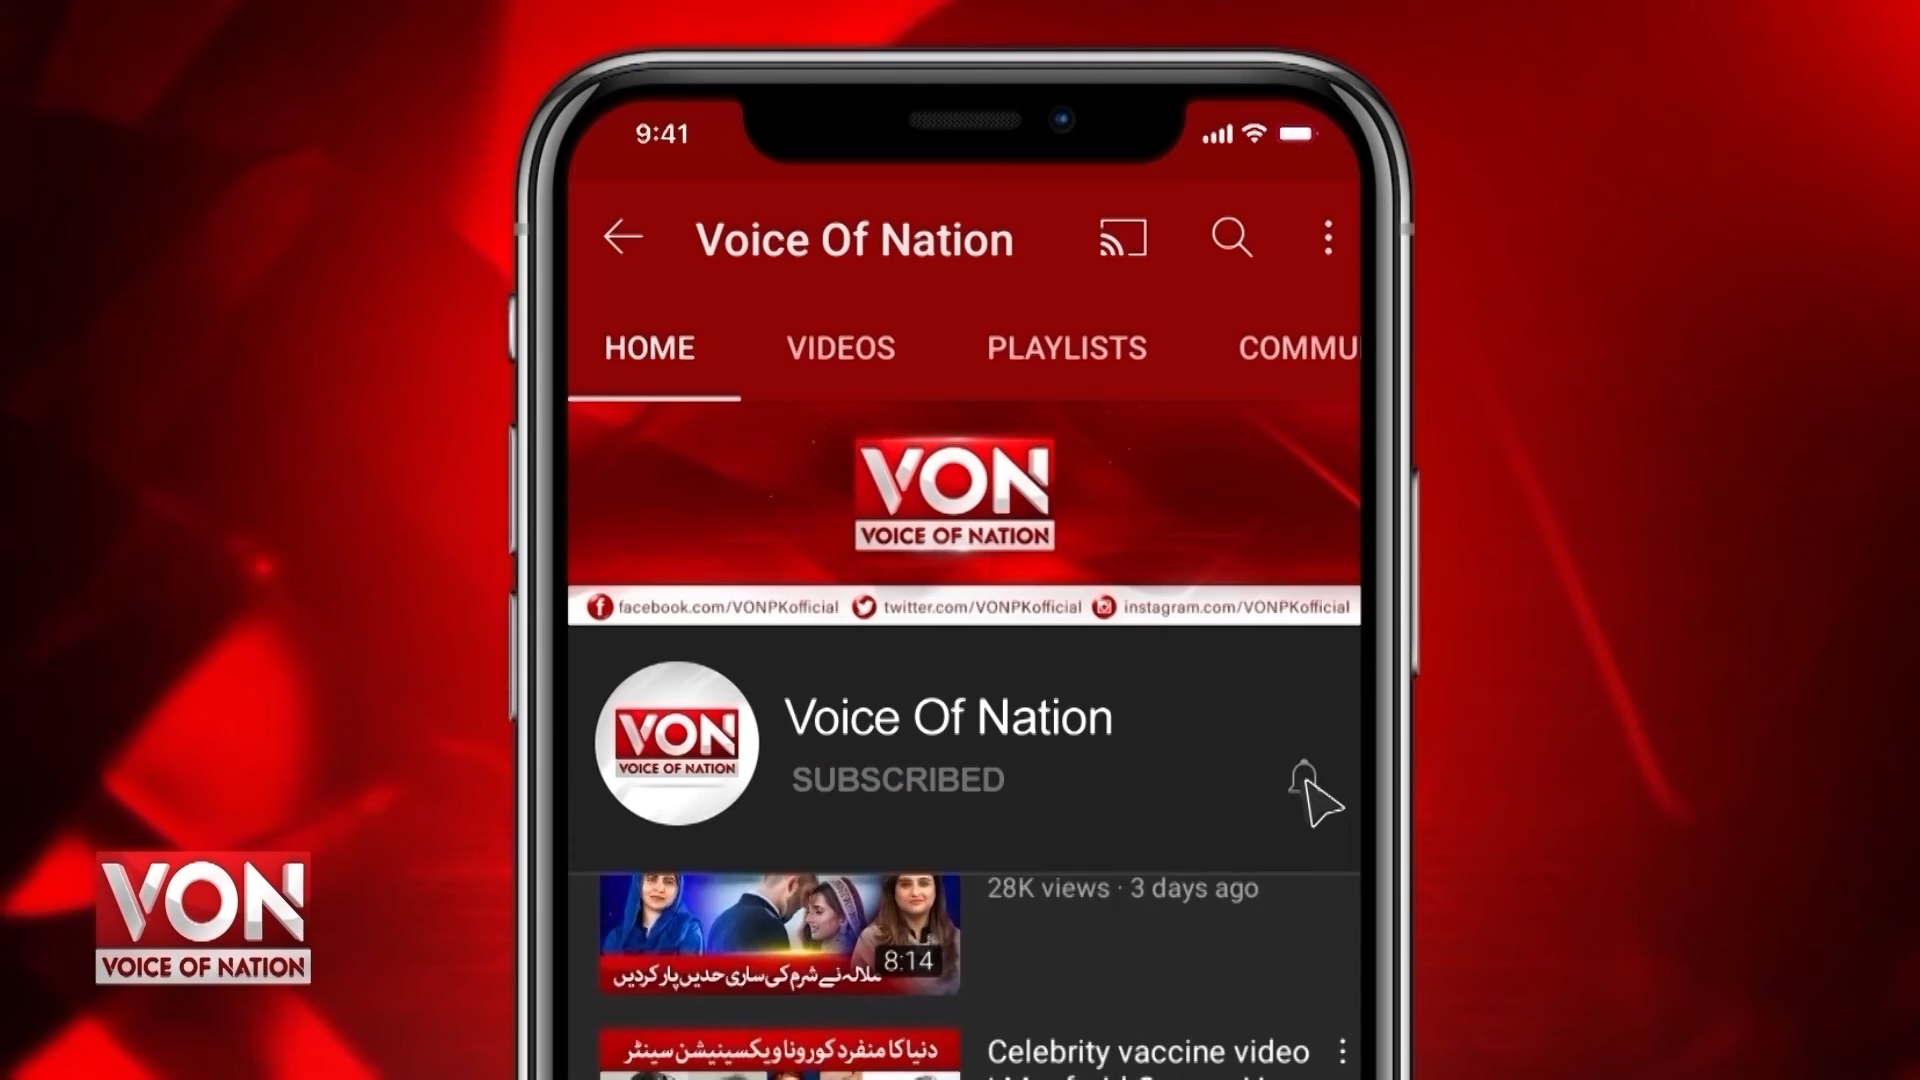 9:41
Voice Of Nation
HOME VIDEOS PLAYLISTS COMMU
VON
VOICE OF NATION
facebook.com/VONPKofficial twitter.com/VONPKofficial instagram.com/VONPKofficial
VON
VOICE OF NATION
Voice Of Nation
SUBSCRIBED
28K views · 3 days ago
8:14
ملالہ نے شرم کی ساری حدیں پار کردیں
دنیا کا منفرد کورونا ویکسینیشن سینٹر
Celebrity vaccine video
VON
VOICE OF NATION